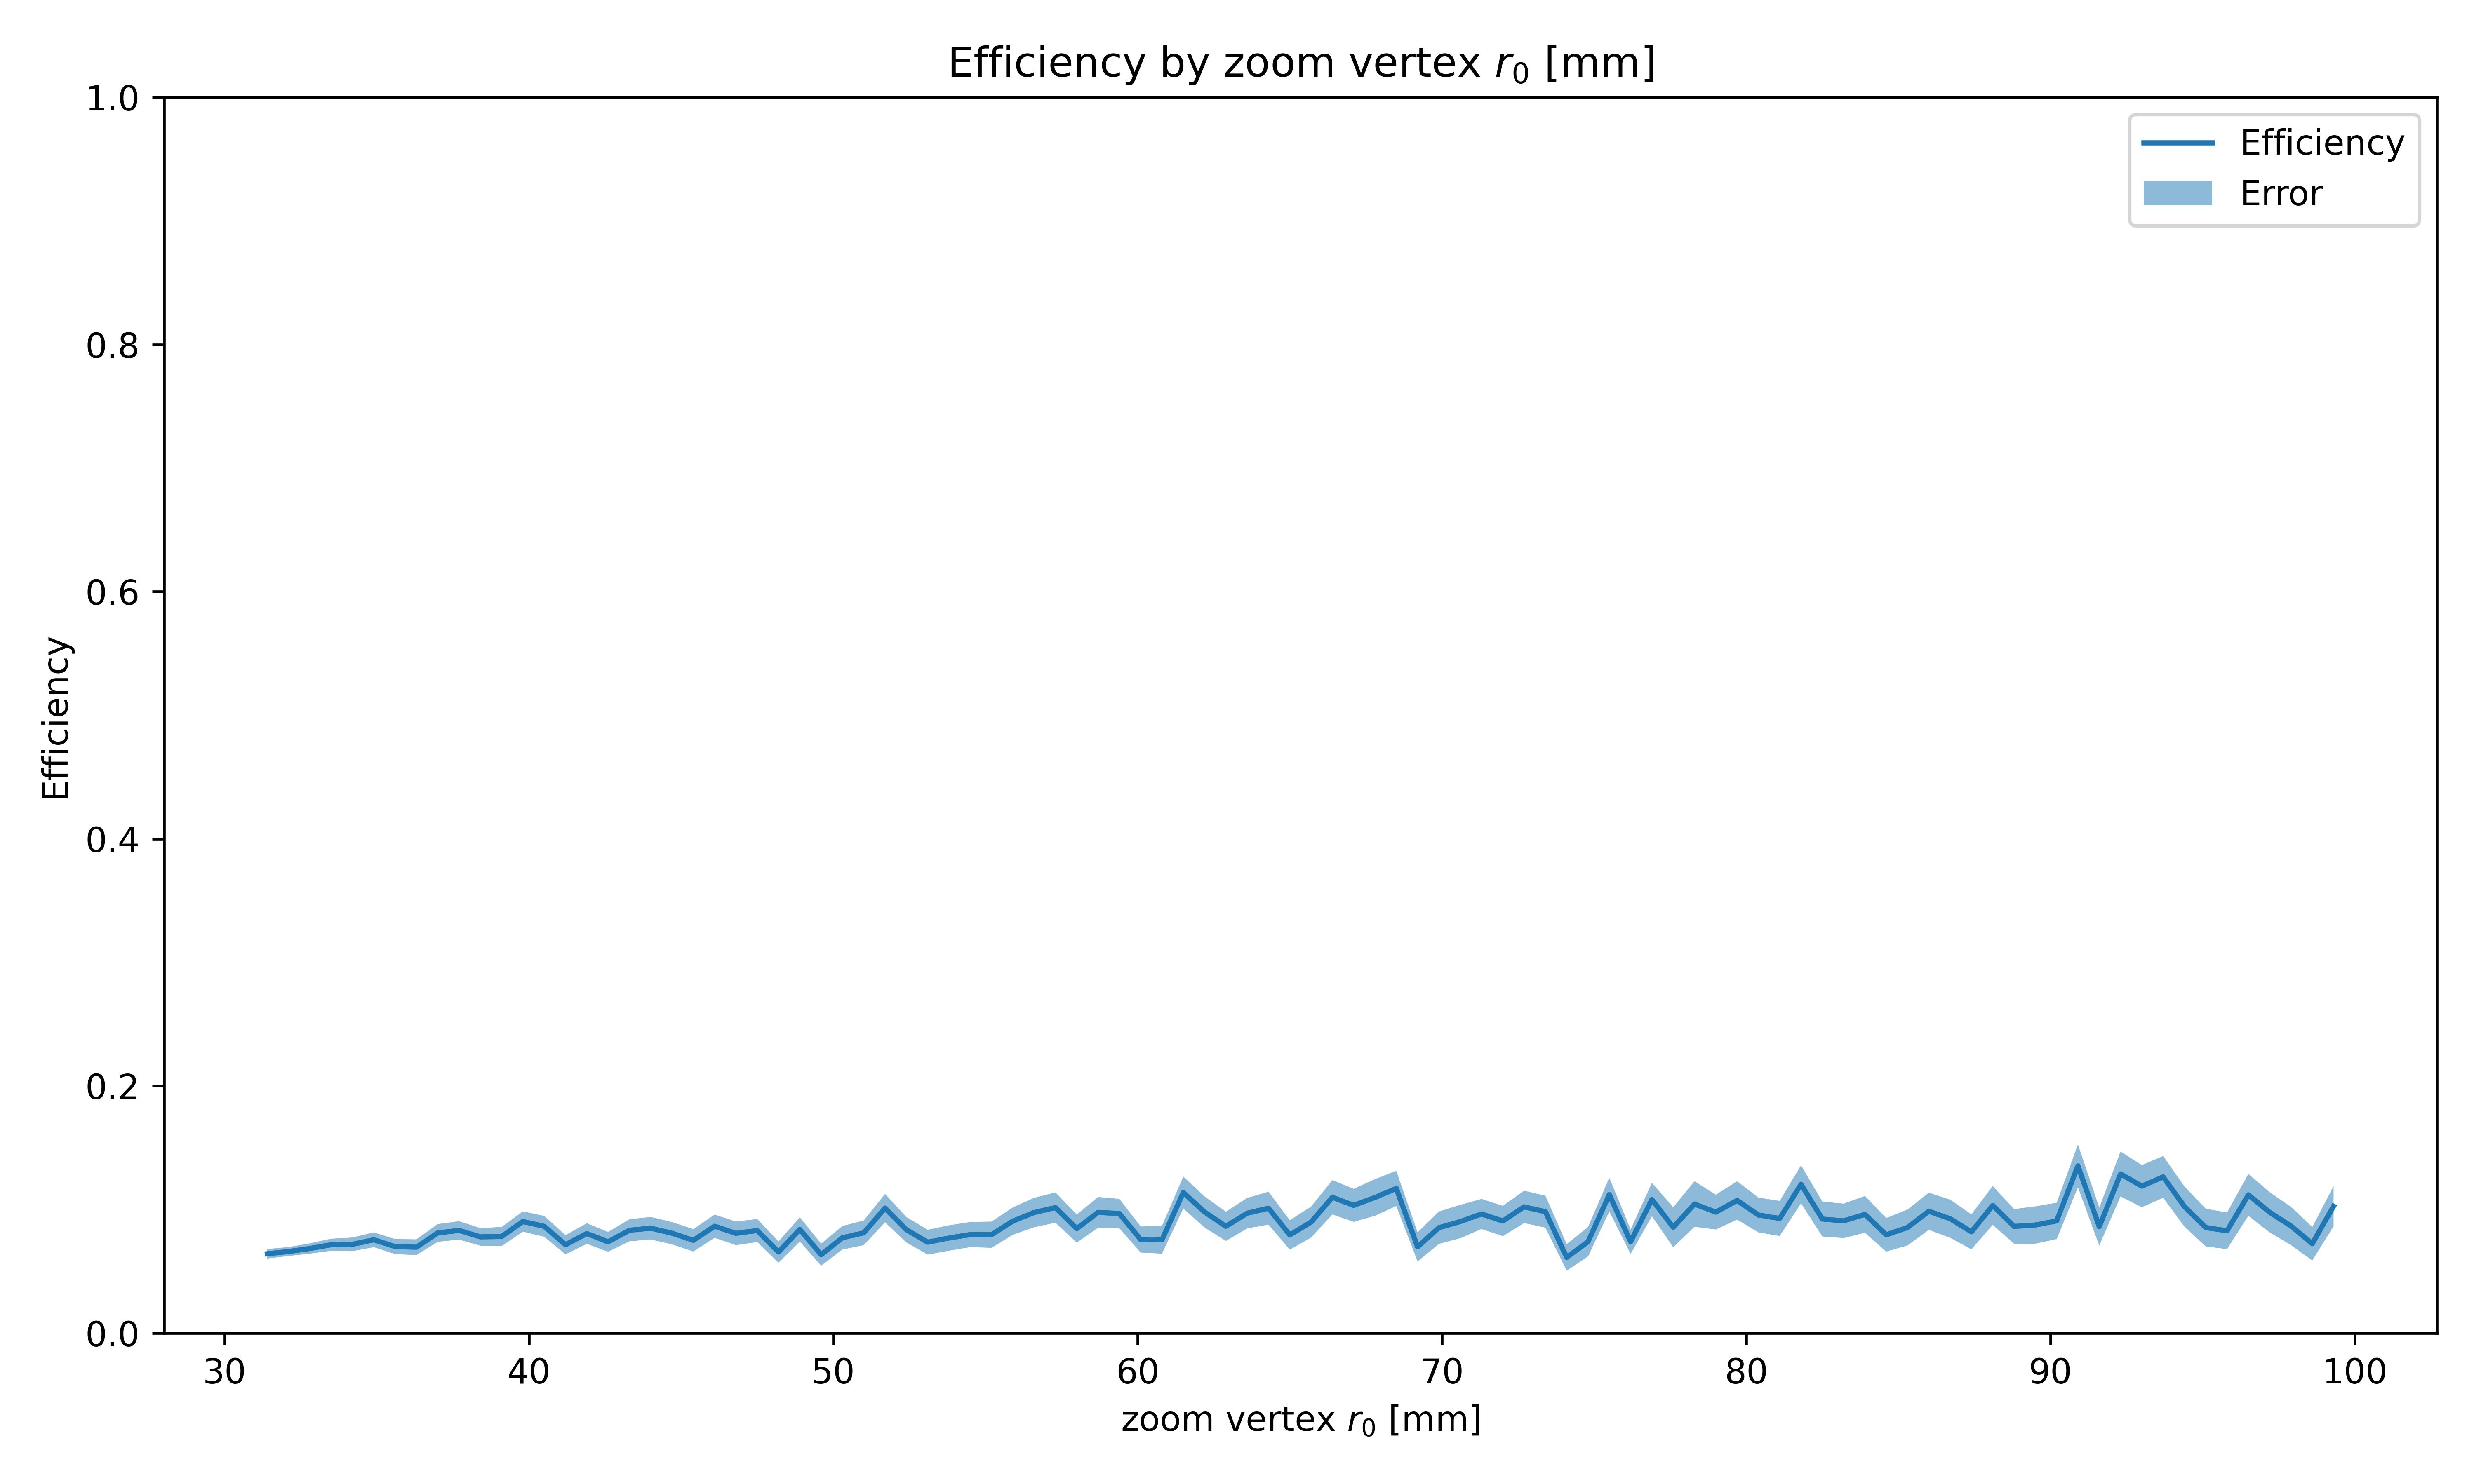 Efficiency by zoom vertex r₀ [mm]
Efficiency
Error
1.0
0.8
0.6
0.4
0.2
0.0
Efficiency
30 40 50 60 70 80 90 100
zoom vertex r₀ [mm]